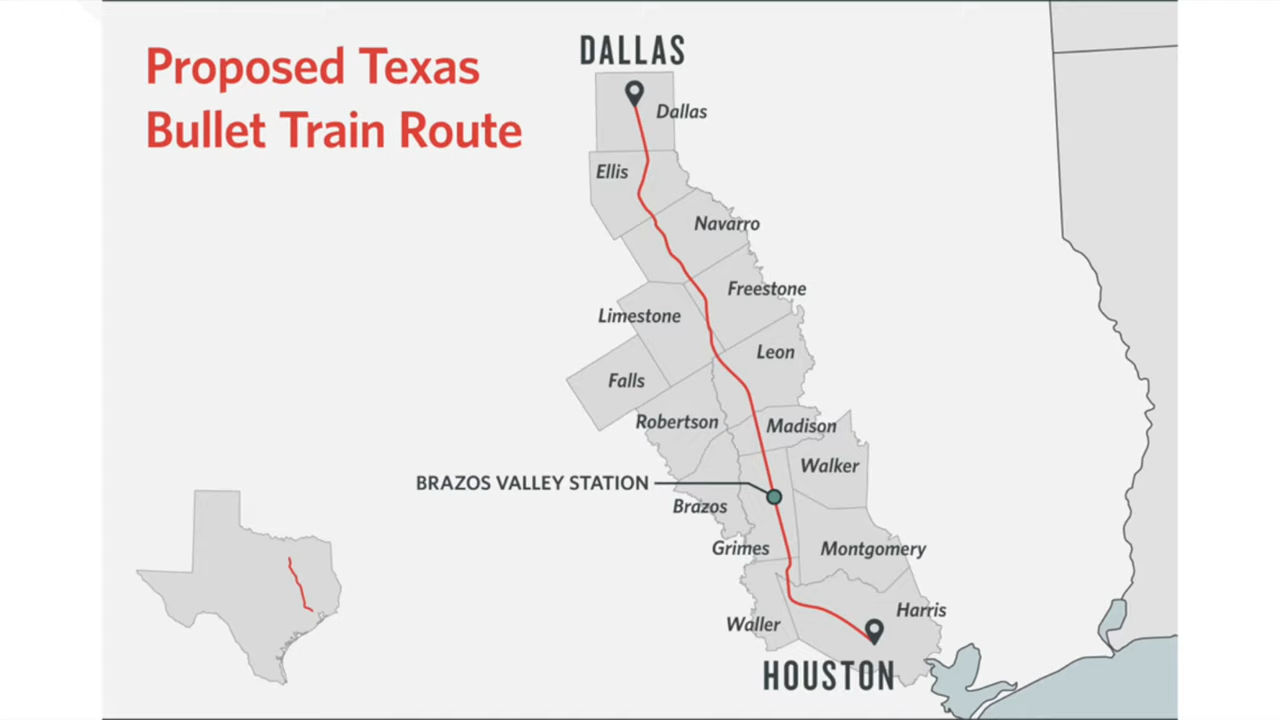 Proposed Texas
Bullet Train Route
DALLAS
Dallas
Ellis
Navarro
Freestone
Limestone
Leon
Falls
Robertson
Madison
Walker
BRAZOS VALLEY STATION
Brazos
Grimes
Montgomery
Harris
Waller
HOUSTON